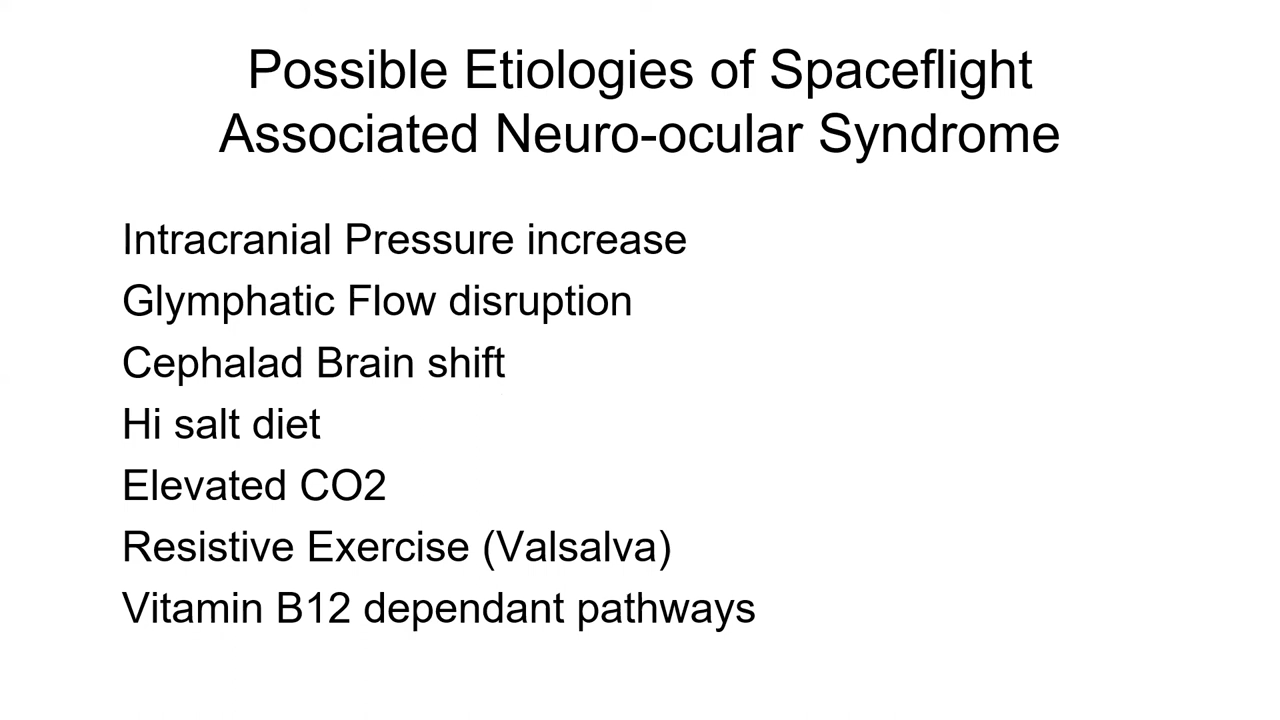 Possible Etiologies of Spaceflight
Associated Neuro-ocular Syndrome
Intracranial Pressure increase
Glymphatic Flow disruption
Cephalad Brain shift
Hi salt diet
Elevated CO2
Resistive Exercise (Valsalva)
Vitamin B12 dependant pathways